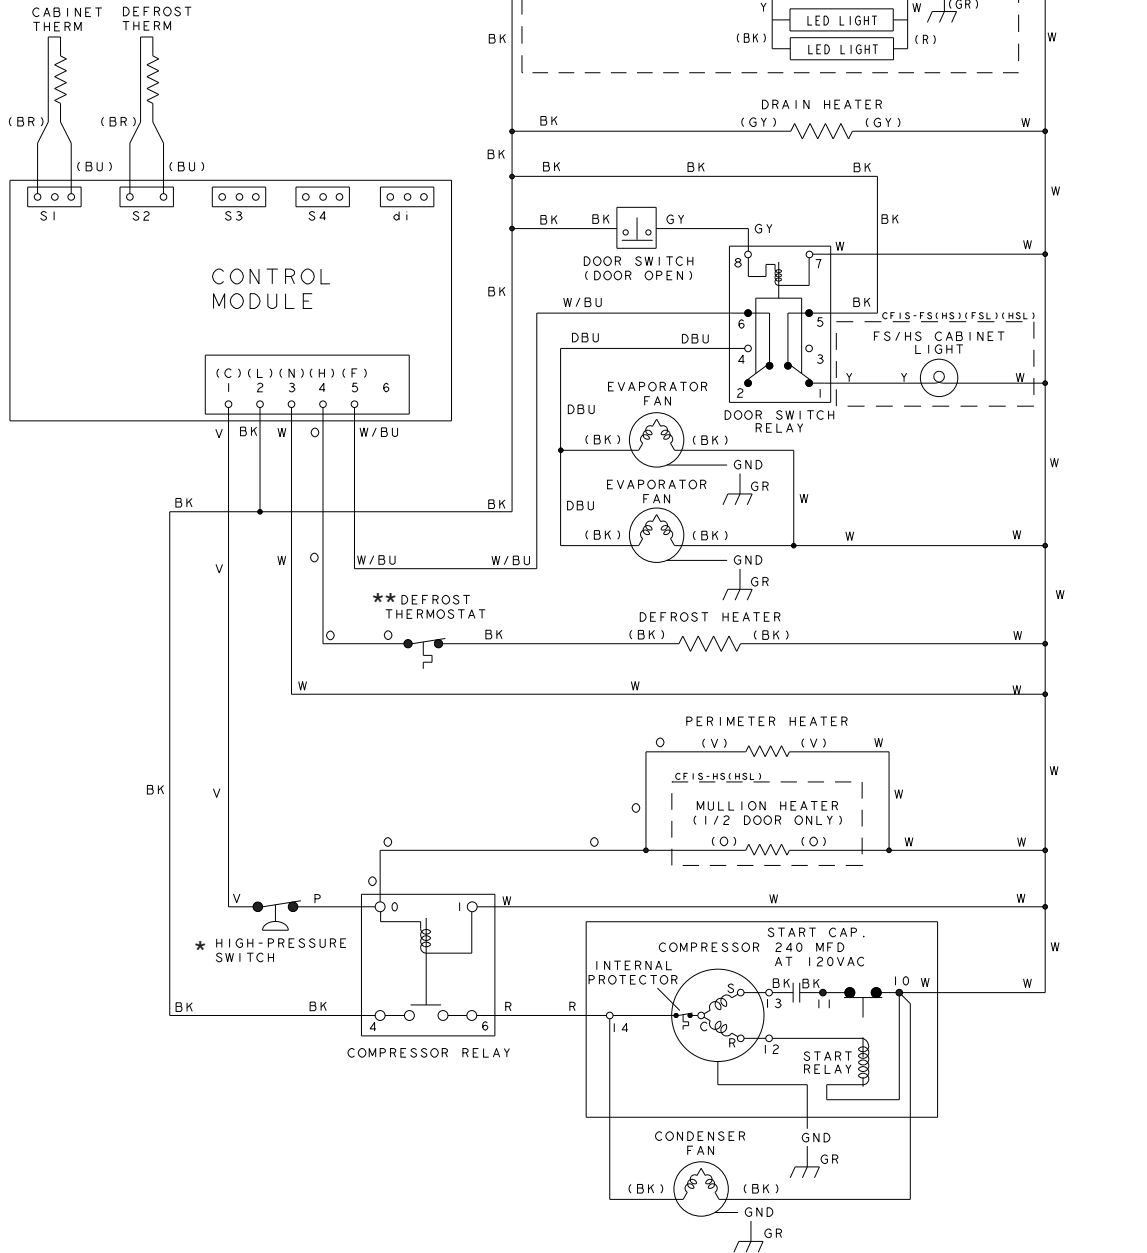 CABINET
THERM
DEFROST
THERM
(BR)
(BU)
(BR)
(BU)
S1
S2
S3
S4
di
CONTROL
MODULE
(C) (L) (N) (H) (F)
1 2 3 4 5 6
V
BK
W
O
W/BU
BK
Y
W
(GR)
LED LIGHT
(BK)
LED LIGHT
(R)
W
DRAIN HEATER
BK
(GY)
(GY)
W
BK
BK
BK
BK
W
BK
BK
GY
GY
BK
DOOR SWITCH
(DOOR OPEN)
8
7
W
W
BK
W/BU
6
5
BK
CFIS-FS(HS)(FSL)(HSL)
FS/HS CABINET
LIGHT
DBU
DBU
4
3
2
1
Y
Y
W
DOOR SWITCH
RELAY
EVAPORATOR
FAN
DBU
(BK)
(BK)
GND
GR
W
EVAPORATOR
FAN
DBU
(BK)
(BK)
W
W
W
GND
GR
BK
BK
V
W
O
W/BU
W/BU
W
** DEFROST
THERMOSTAT
O
O
BK
DEFROST HEATER
(BK)
(BK)
W
W
W
W
PERIMETER HEATER
O
(V)
(V)
W
CFIS-HS(HSL)
MULLION HEATER
(1/2 DOOR ONLY)
(O)
(O)
O
W
W
BK
V
O
O
W
W
O
V
P
0
1
W
W
W
* HIGH-PRESSURE
SWITCH
W
BK
BK
4
6
R
R
COMPRESSOR RELAY
START CAP.
240 MFD
AT 120VAC
COMPRESSOR
INTERNAL
PROTECTOR
S
BK
BK
13
11
10
W
W
14
C
R
12
START
RELAY
GND
GR
CONDENSER
FAN
(BK)
(BK)
GND
GR